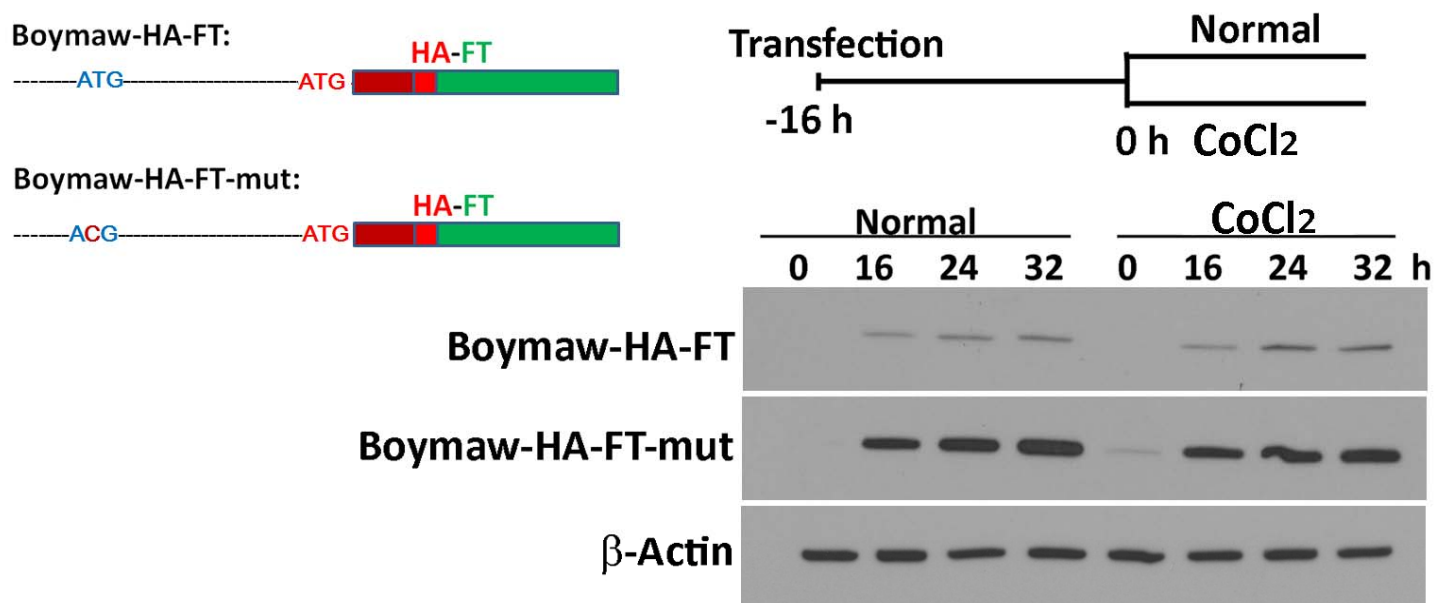 Boymaw-HA-FT:
HA-FT
--------ATG----------------------ATG
Boymaw-HA-FT-mut:
HA-FT
-------ACG-----------------------ATG
Transfection
Normal
-16 h
0 h CoCl2
Normal CoCl2
0 16 24 32 0 16 24 32 h
Boymaw-HA-FT
Boymaw-HA-FT-mut
β-Actin